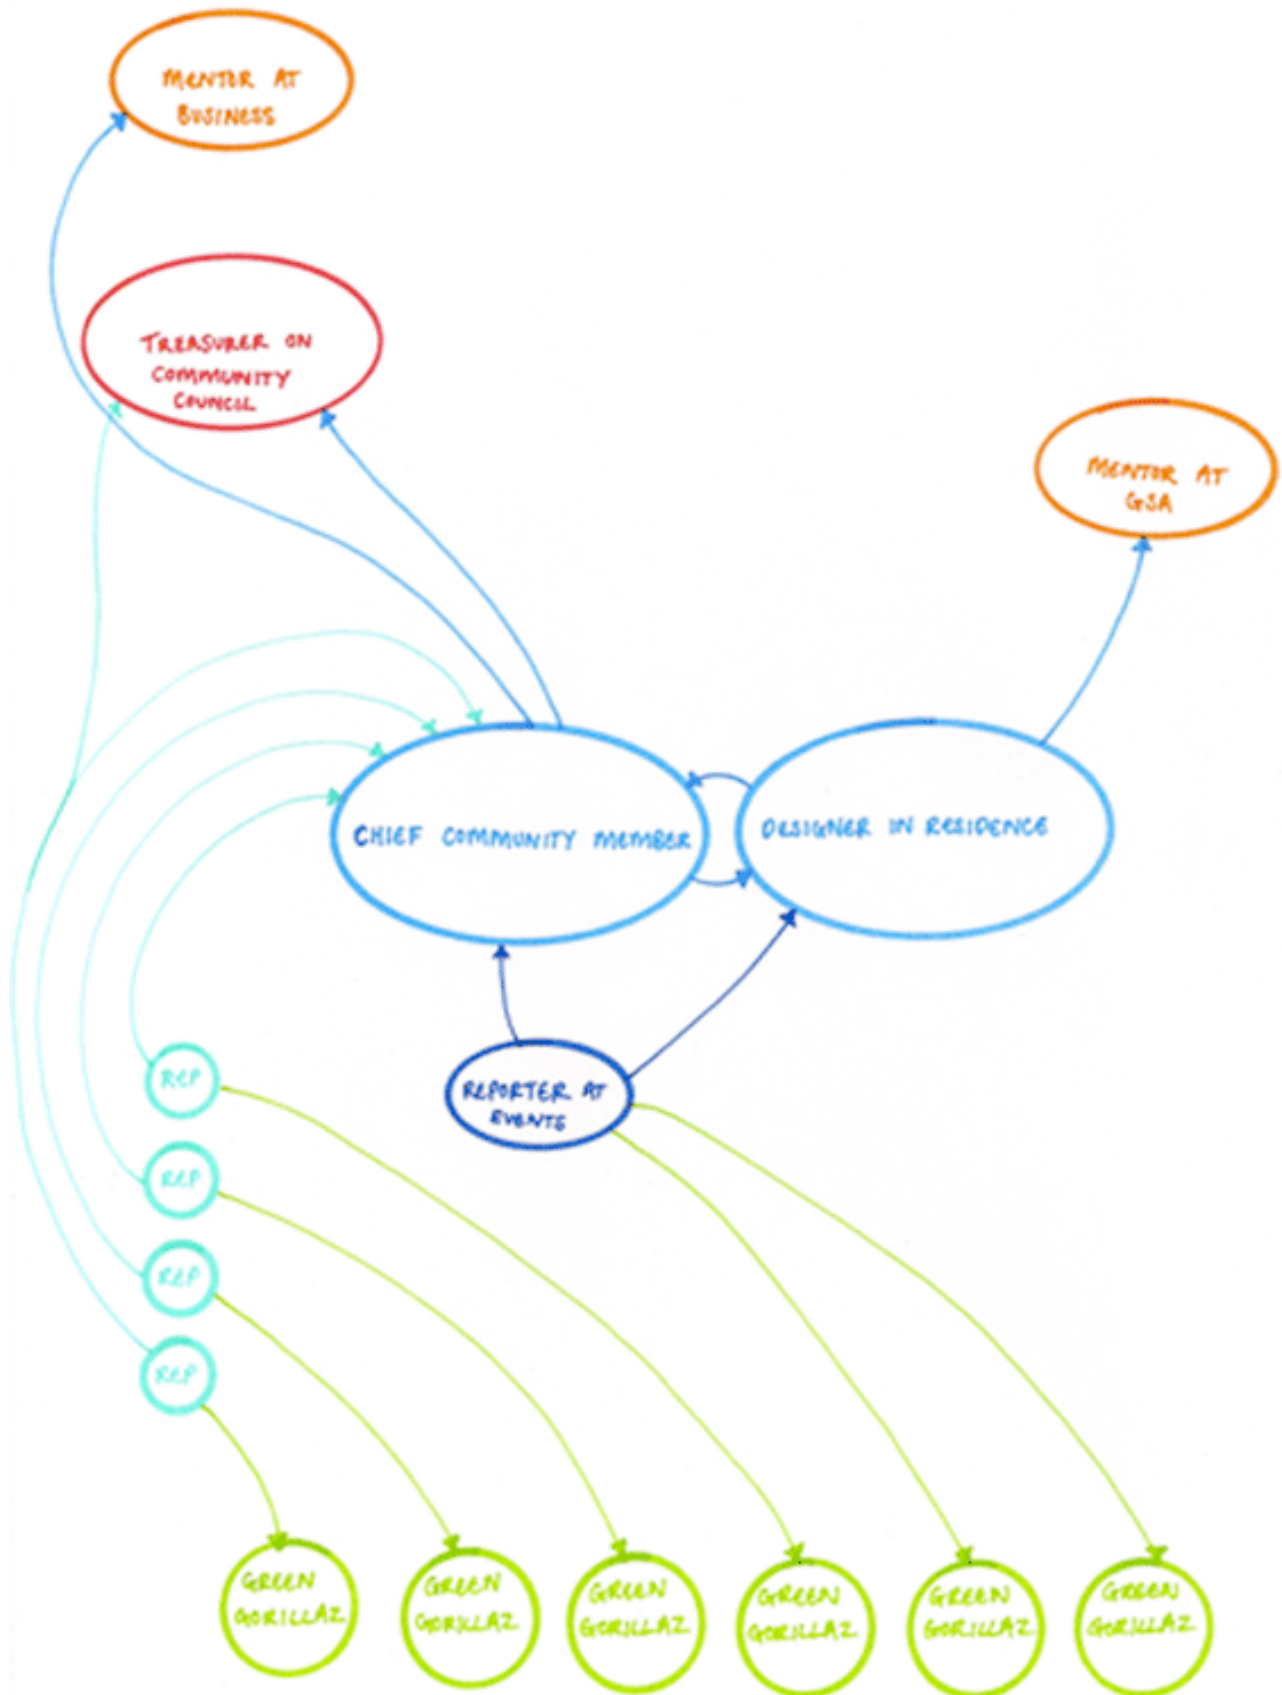 MENTOR AT
BUSINESS
TREASURER ON
COMMUNITY
COUNCIL
MENTOR AT
GSA
CHIEF COMMUNITY MEMBER
DESIGNER IN RESIDENCE
REPORTER AT
EVENTS
REP
REP
REP
REP
GREEN
GORILLAZ
GREEN
GORILLAZ
GREEN
GORILLAZ
GREEN
GORILLAZ
GREEN
GORILLAZ
GREEN
GORILLAZ